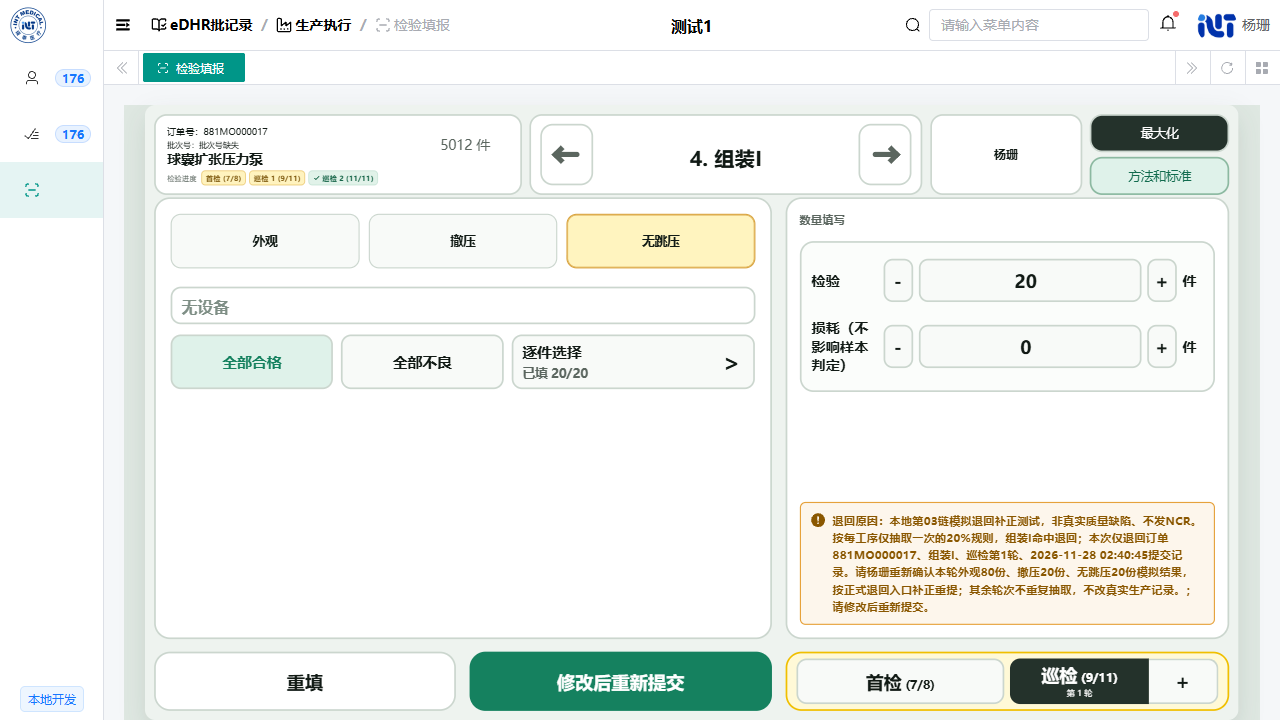 eDHR批记录 / 生产执行 / 检验填报
测试1
请输入菜单内容
杨珊
176
检验填报
176
本地开发
订单号：881MO000017
批次号：批次号缺失
球囊扩张压力泵
5012 件
检验进度 首检 (7/8) 巡检 1 (9/11) ✓ 巡检 2 (11/11)
4. 组装Ⅰ
杨珊
最大化
方法和标准
外观
撤压
无跳压
无设备
全部合格
全部不良
逐件选择
已填 20/20
>
数量填写
检验
-
20
+
件
损耗（不影响样本判定）
-
0
+
件
退回原因：本地第03链模拟退回补正测试，非真实质量缺陷、不发NCR。
按每工序仅抽取一次的20%规则，组装Ⅰ命中退回；本次仅退回订单
881MO000017、组装Ⅰ、巡检第1轮、2026-11-28 02:40:45提交记
录。请杨珊重新确认本轮外观80份、撤压20份、无跳压20份模拟结果，
按正式退回入口补正重提；其余轮次不重复抽取，不改真实生产记录。；
请修改后重新提交。
重填
修改后重新提交
首检 (7/8)
巡检 (9/11)
第 1 轮
+